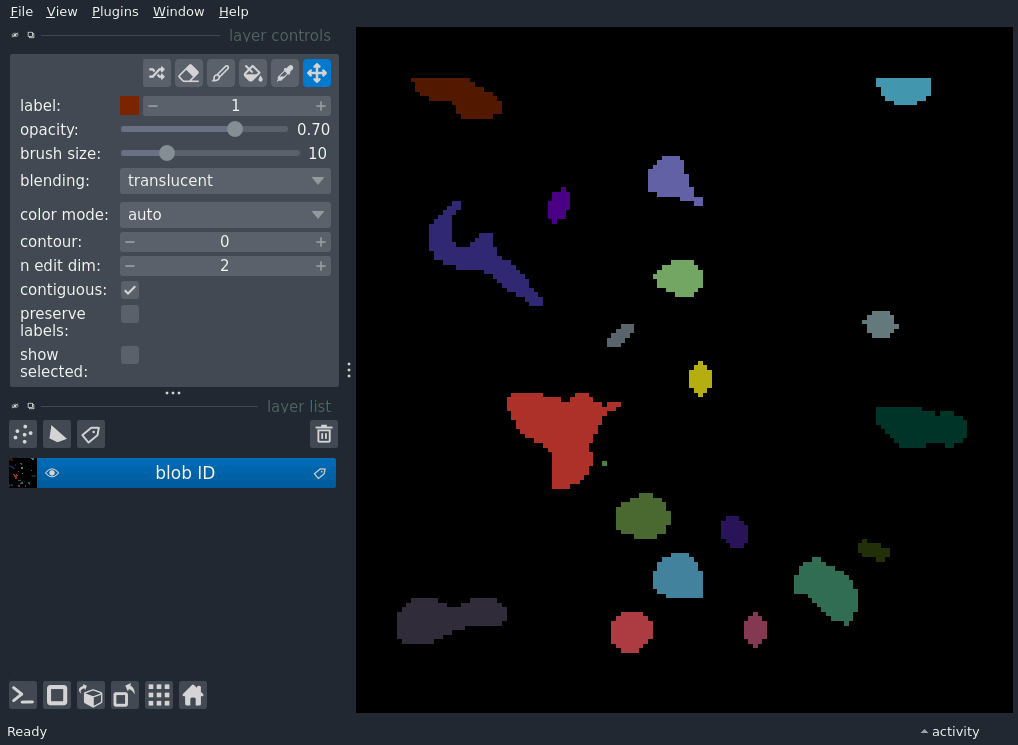 File View Plugins Window Help
layer controls
label: 1
opacity: 0.70
brush size: 10
blending: translucent
color mode: auto
contour: 0
n edit dim: 2
contiguous:
preserve
labels:
show
selected:
layer list
blob ID
Ready
activity